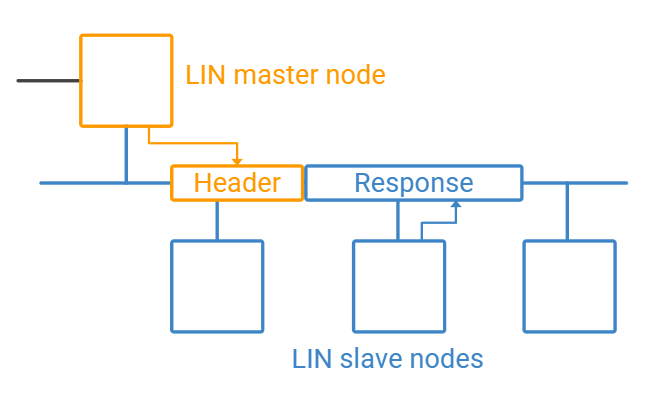 LIN master node
Header
Response
LIN slave nodes